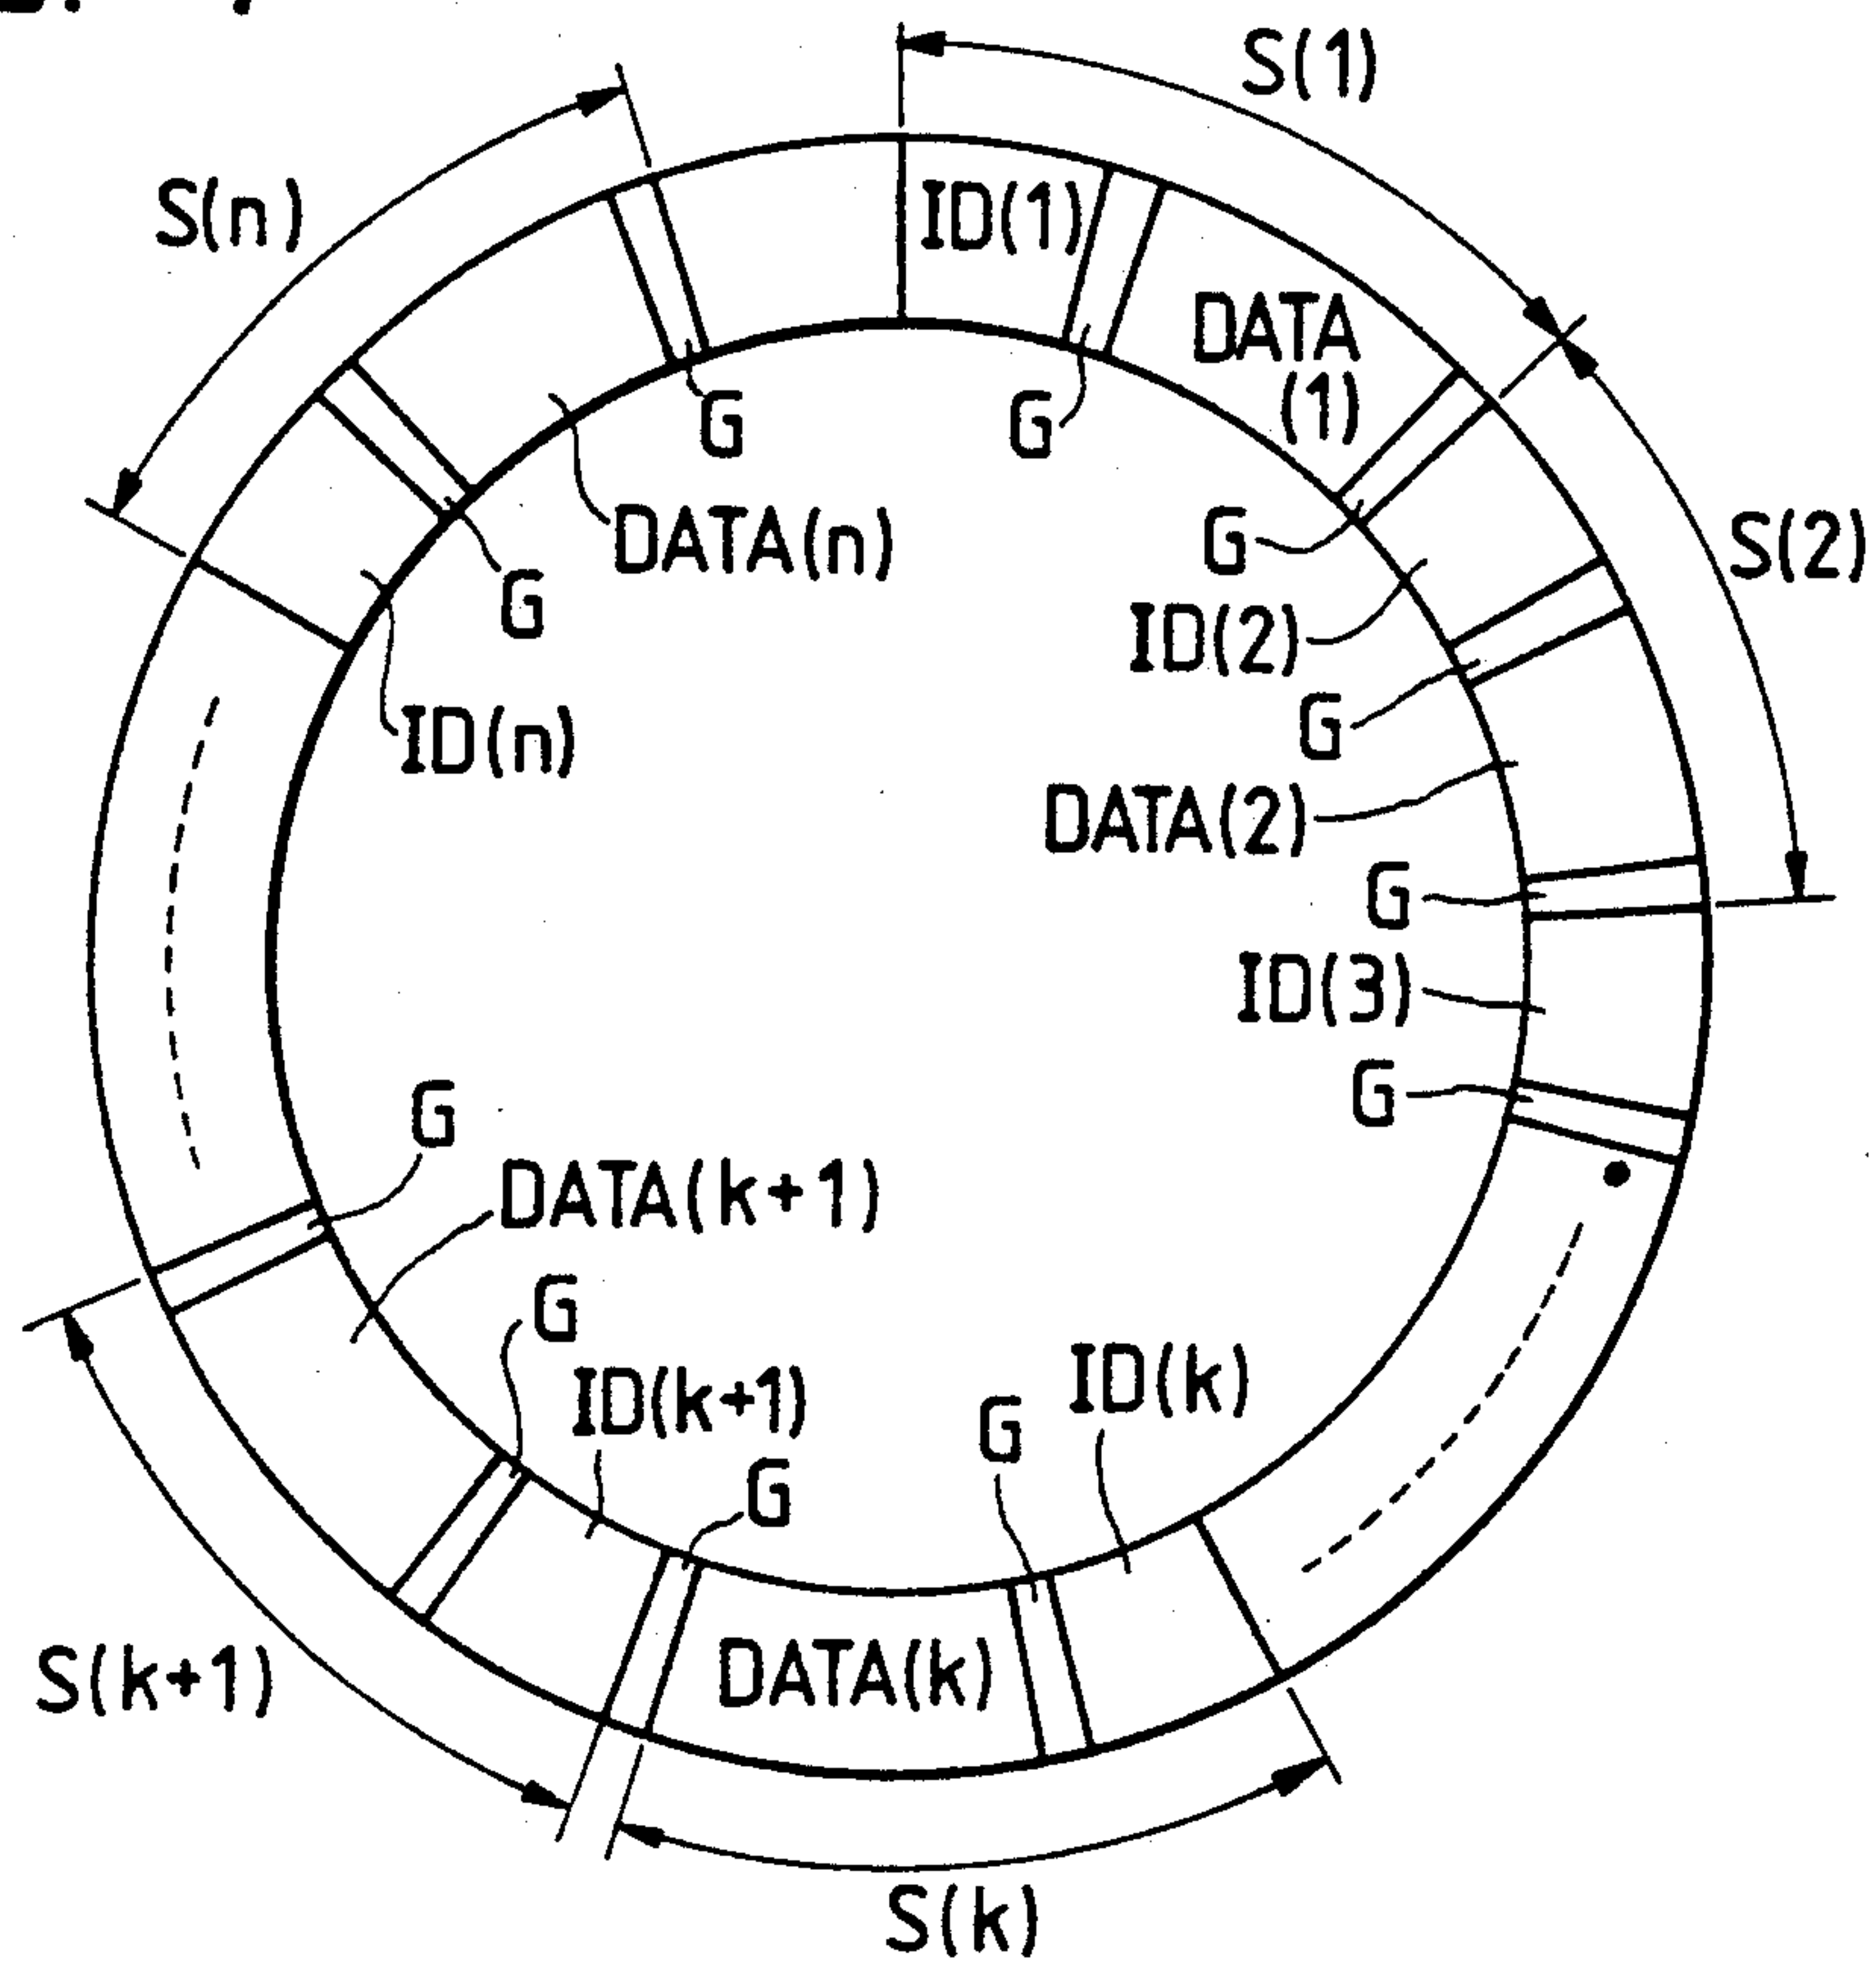 S(1)
S(n)
ID(1)
DATA
(1)
G
G
DATA(n)
G
S(2)
G
ID(2)
ID(n)
G
DATA(2)
G
ID(3)
G
G
DATA(k+1)
G
ID(k+1)
ID(k)
G
G
S(k+1)
DATA(k)
S(k)